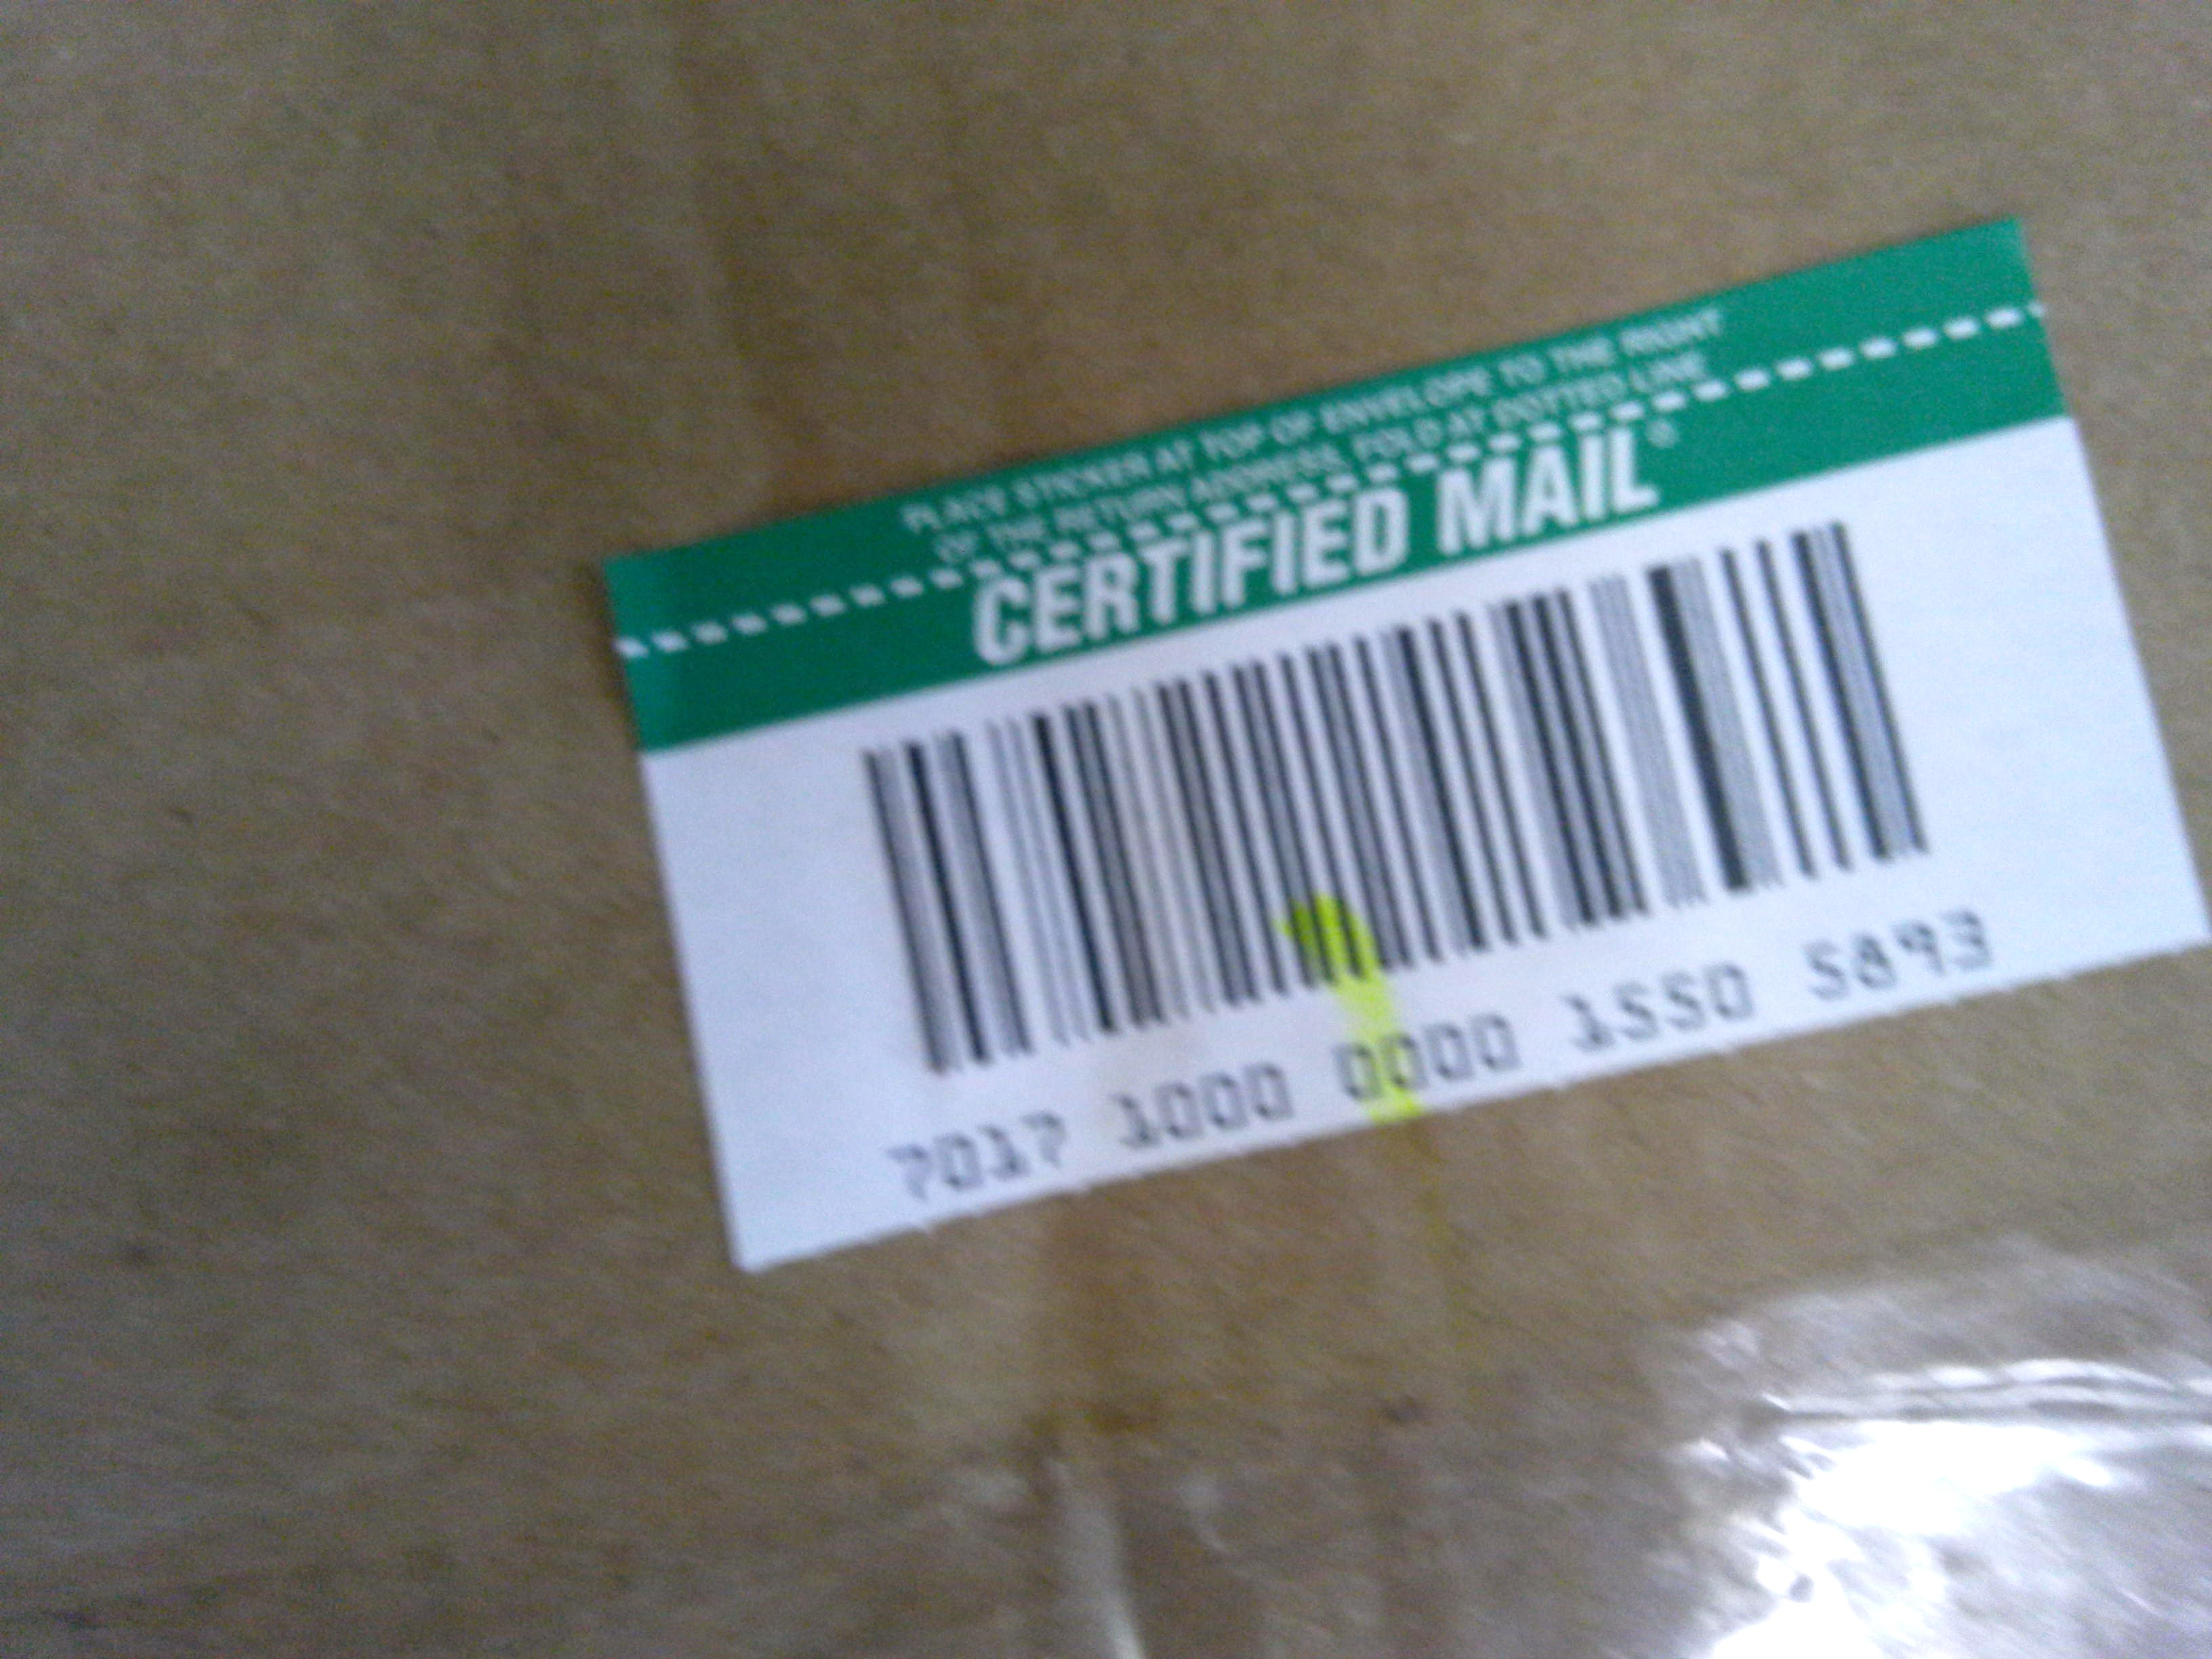 PLACE STICKER AT TOP OF ENVELOPE TO THE RIGHT
OF THE RETURN ADDRESS, FOLD AT DOTTED LINE
CERTIFIED MAIL®
7017 1000 0000 1550 5893